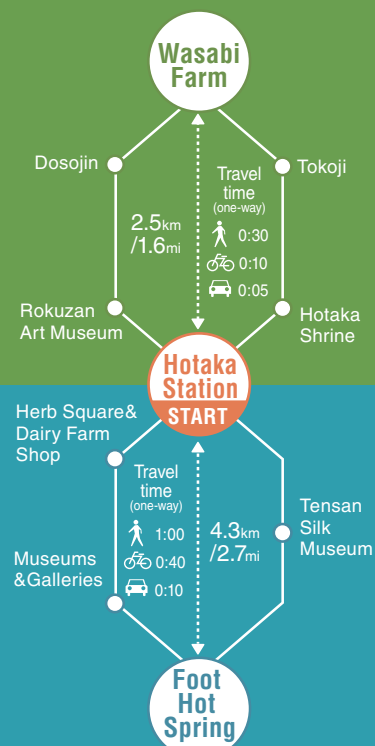 Wasabi
Farm
Dosojin
Tokoji
Travel
time
(one-way)
2.5km
/1.6mi
0:30
0:10
0:05
Rokuzan
Art Museum
Hotaka
Shrine
Hotaka
Station
START
Herb Square&
Dairy Farm
Shop
Travel
time
(one-way)
1:00
0:40
0:10
4.3km
/2.7mi
Tensan
Silk
Museum
Museums
&Galleries
Foot
Hot
Spring